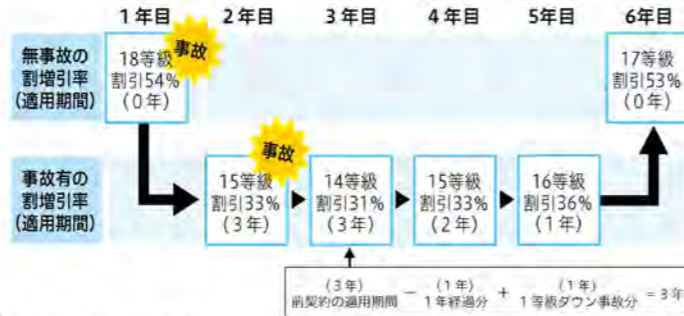 1年目 2年目 3年目 4年目 5年目 6年目
無事故の
割増引率
(適用期間)
18等級
割引54%
(0年)
事故
17等級
割引53%
(0年)
事故有の
割増引率
(適用期間)
15等級
割引33%
(3年)
事故
14等級
割引31%
(3年)
15等級
割引33%
(2年)
16等級
割引36%
(1年)
(3年) (1年) (1年)
前契約の適用期間 − 1年経過分 + 1等級ダウン事故分 = 3年